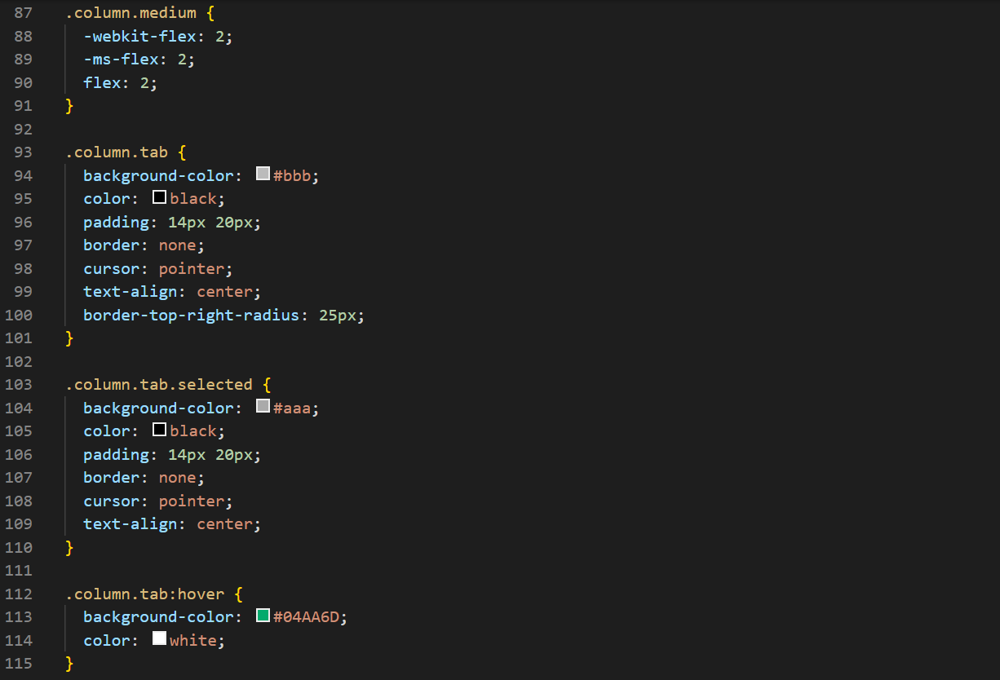 87 .column.medium {
88 -webkit-flex: 2;
89 -ms-flex: 2;
90 flex: 2;
91 }
92
93 .column.tab {
94 background-color: #bbb;
95 color: black;
96 padding: 14px 20px;
97 border: none;
98 cursor: pointer;
99 text-align: center;
100 border-top-right-radius: 25px;
101 }
102
103 .column.tab.selected {
104 background-color: #aaa;
105 color: black;
106 padding: 14px 20px;
107 border: none;
108 cursor: pointer;
109 text-align: center;
110 }
111
112 .column.tab:hover {
113 background-color: #04AA6D;
114 color: white;
115 }